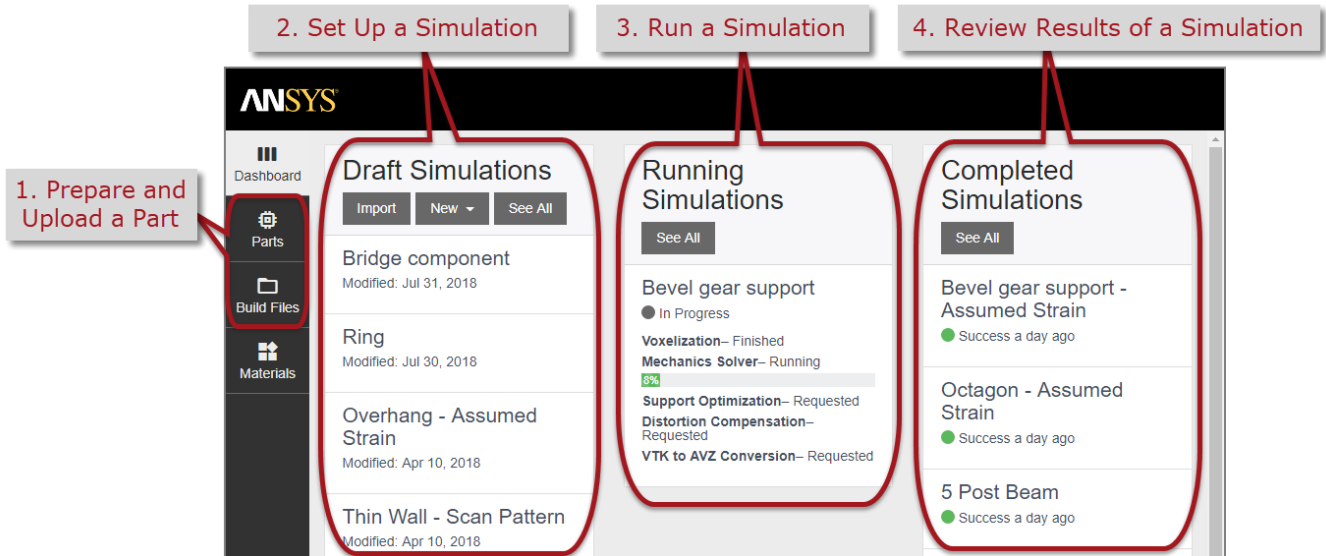 2. Set Up a Simulation
3. Run a Simulation
4. Review Results of a Simulation
ANSYS®
1. Prepare and
Upload a Part
Dashboard
Parts
Build Files
Materials
Draft Simulations
Import
New
See All
Bridge component
Modified: Jul 31, 2018
Ring
Modified: Jul 30, 2018
Overhang - Assumed
Strain
Modified: Apr 10, 2018
Thin Wall - Scan Pattern
Modified: Apr 10, 2018
Running
Simulations
See All
Bevel gear support
In Progress
Voxelization– Finished
Mechanics Solver– Running
8%
Support Optimization– Requested
Distortion Compensation–
Requested
VTK to AVZ Conversion– Requested
Completed
Simulations
See All
Bevel gear support -
Assumed Strain
Success a day ago
Octagon - Assumed
Strain
Success a day ago
5 Post Beam
Success a day ago